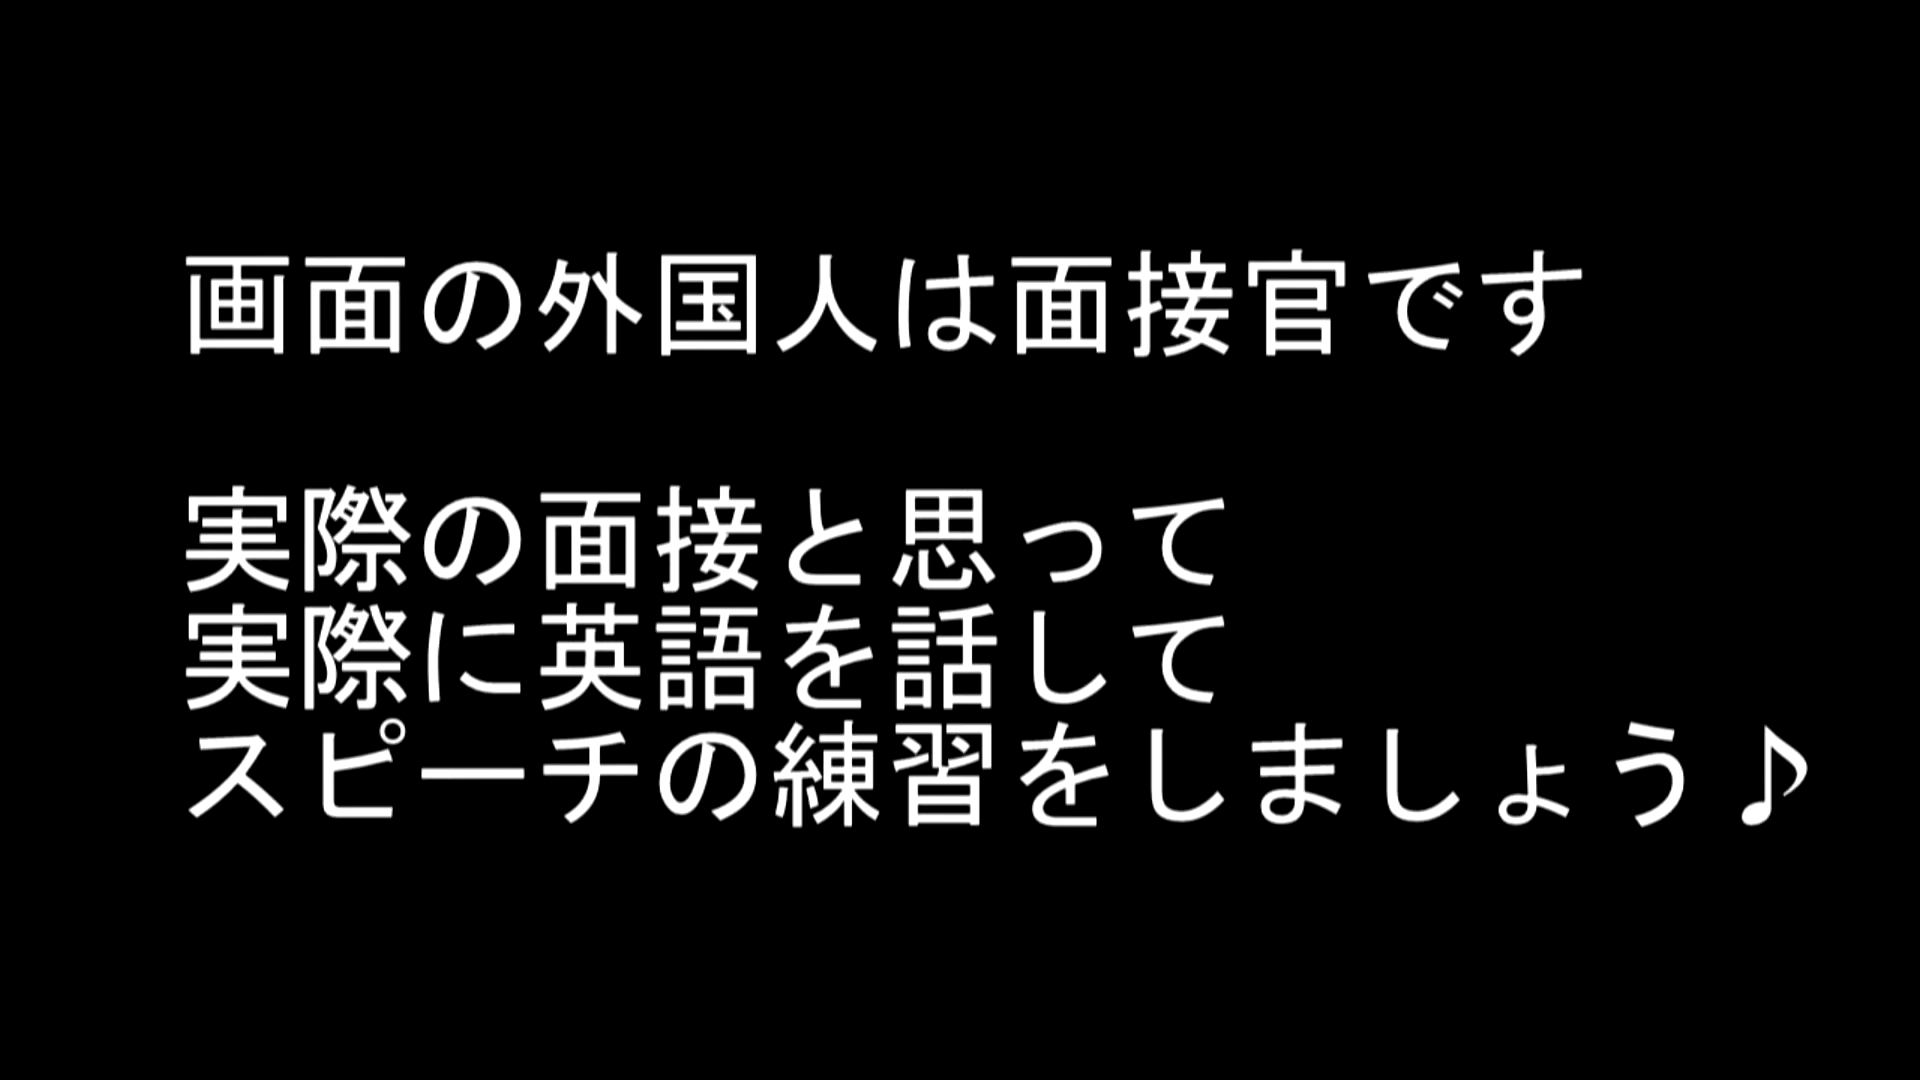 画面の外国人は面接官です
実際の面接と思って
実際に英語を話して
スピーチの練習をしましょう♪